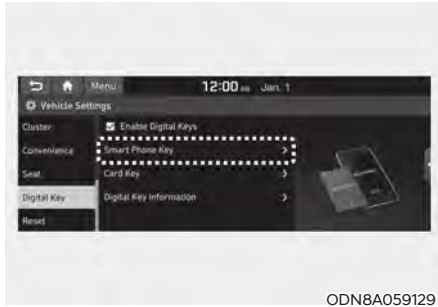 Menu 12:00 AM Jan. 1
Vehicle Settings
Cluster
Enable Digital Keys
Convenience
Smart Phone Key
Seat
Card Key
Digital Key
Digital Key Information
Reset
ODN8A059129